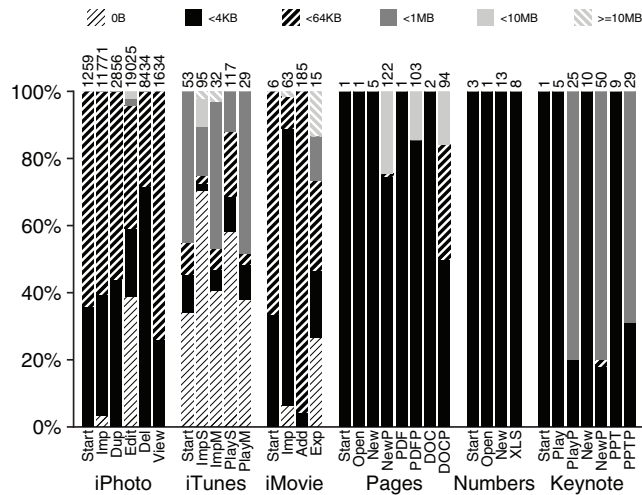 0B <4KB <64KB <1MB <10MB >=10MB
1259 11771 2856 19025 8434 1634 53 95 32 117 29 6 63 185 15 1 1 5 122 1 103 2 94 3 1 13 8 1 5 25 10 50 9 29
100%
80%
60%
40%
20%
0%
Start Imp Dup Edit Del View Start ImpS ImpM PlayS PlayM Start Imp Add Exp Start Open New NewP PDF PDFP DOC DOCP Start Open New XLS Start Play PlayP New NewP PPT PPTP
iPhoto iTunes iMovie Pages Numbers Keynote